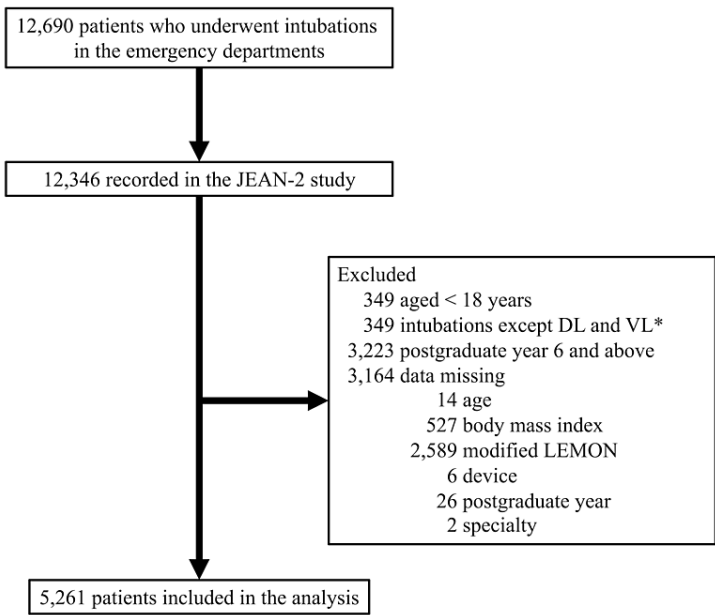 12,690 patients who underwent intubations
in the emergency departments
12,346 recorded in the JEAN-2 study
Excluded
349 aged < 18 years
349 intubations except DL and VL*
3,223 postgraduate year 6 and above
3,164 data missing
14 age
527 body mass index
2,589 modified LEMON
6 device
26 postgraduate year
2 specialty
5,261 patients included in the analysis